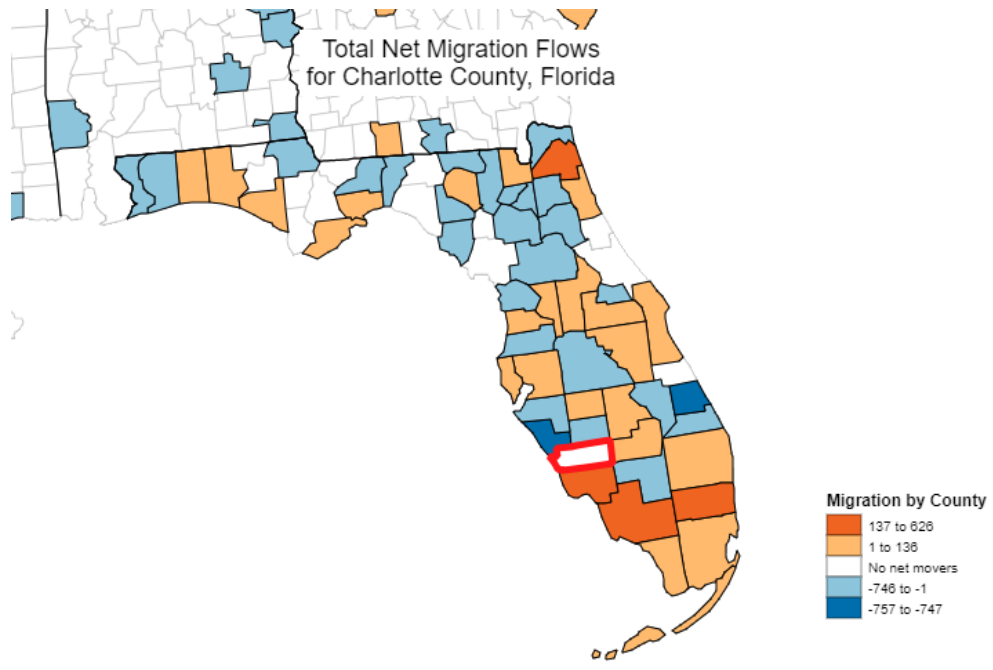 Total Net Migration Flows
for Charlotte County, Florida
Migration by County
137 to 626
1 to 136
No net movers
-746 to -1
-757 to -747